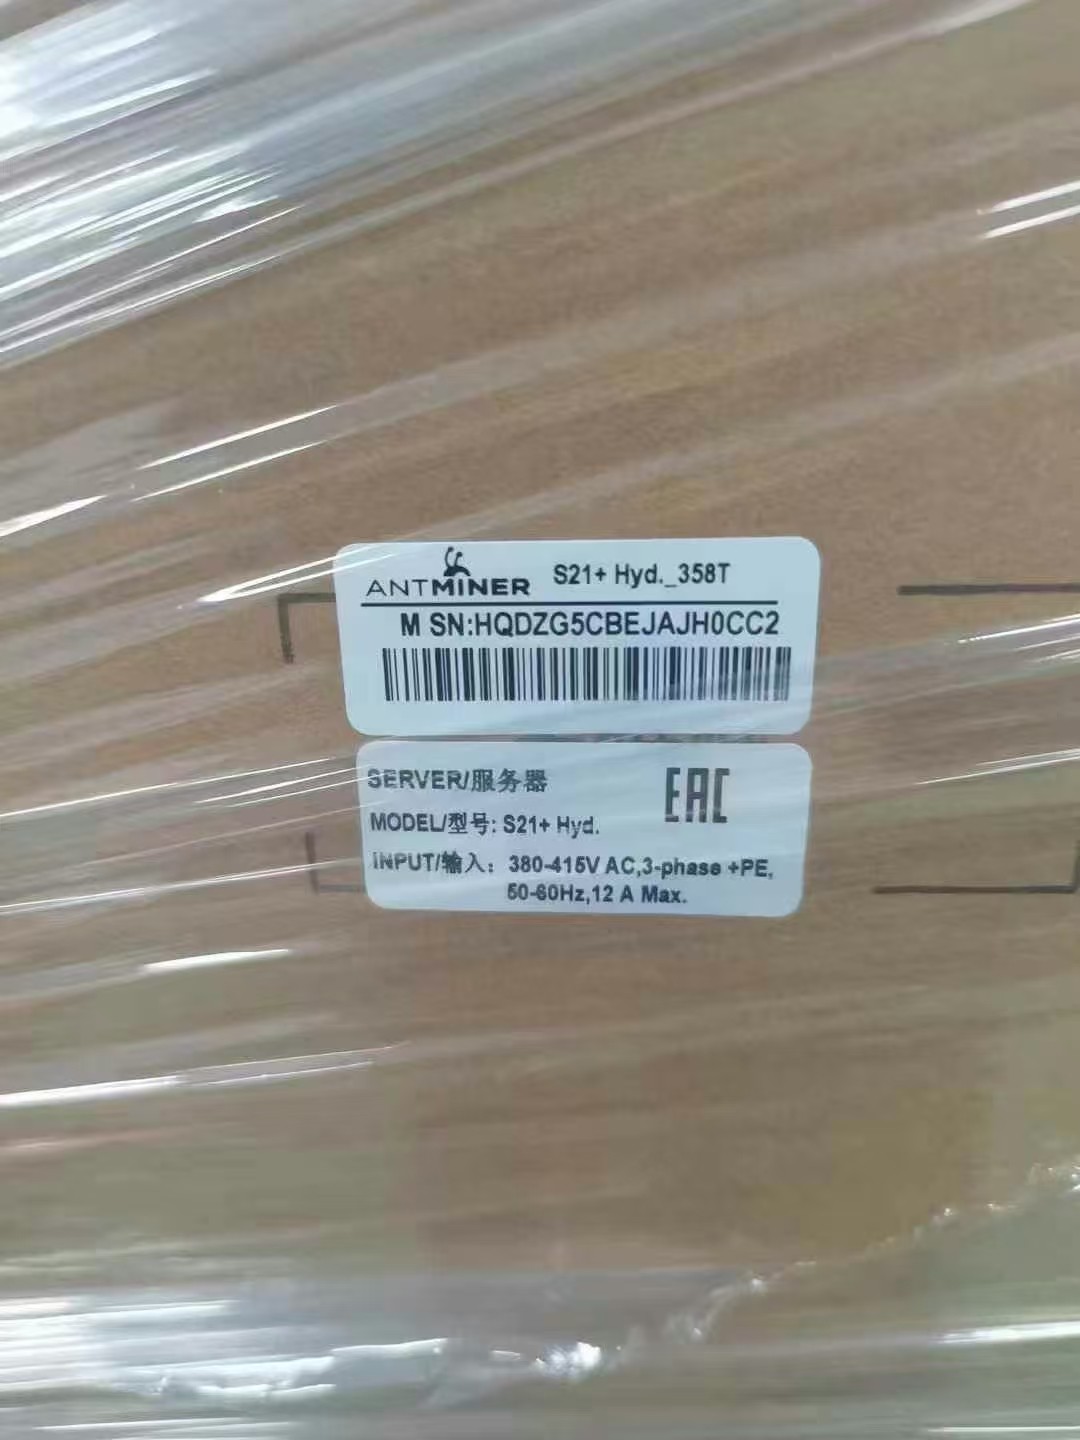 ANTMINER S21+ Hyd._358T
M SN:HQDZG5CBEJAJH0CC2
SERVER/服务器
EAC
MODEL/型号: S21+ Hyd.
INPUT/输入: 380-415V AC,3-phase +PE,
50-60Hz,12 A Max.